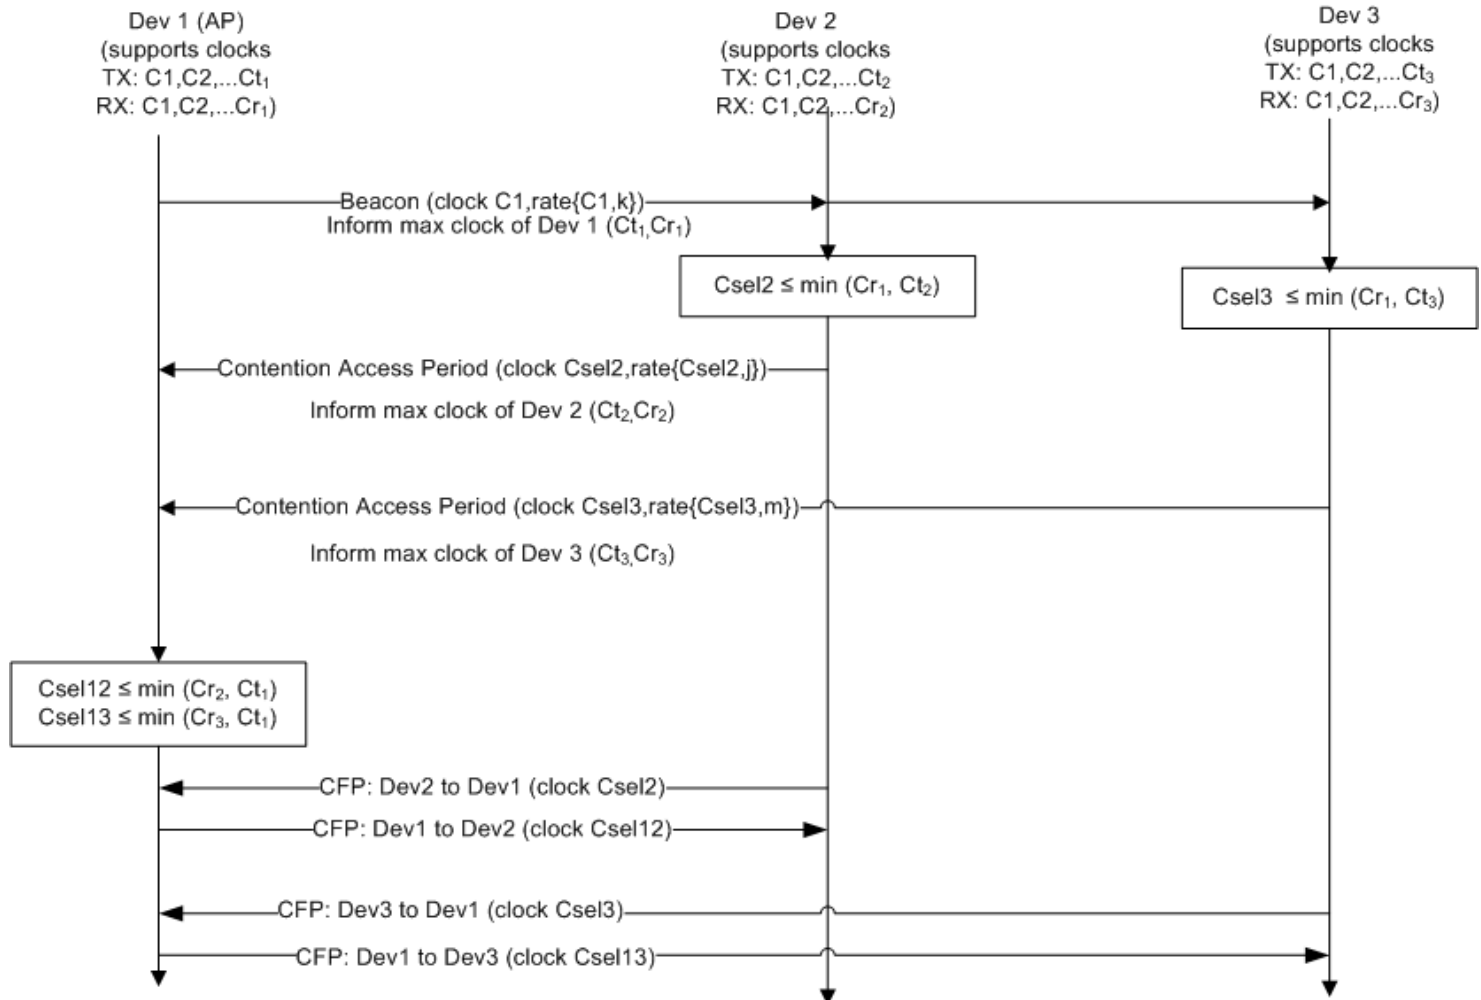 Dev 1 (AP)
(supports clocks
TX: C1,C2,...Ct₁
RX: C1,C2,...Cr₁)
Dev 2
(supports clocks
TX: C1,C2,...Ct₂
RX: C1,C2,...Cr₂)
Dev 3
(supports clocks
TX: C1,C2,...Ct₃
RX: C1,C2,...Cr₃)
Beacon (clock C1,rate{C1,k})
Inform max clock of Dev 1 (Ct₁,Cr₁)
Csel2 ≤ min (Cr₁, Ct₂)
Csel3 ≤ min (Cr₁, Ct₃)
Contention Access Period (clock Csel2,rate{Csel2,j})
Inform max clock of Dev 2 (Ct₂,Cr₂)
Contention Access Period (clock Csel3,rate{Csel3,m})
Inform max clock of Dev 3 (Ct₃,Cr₃)
Csel12 ≤ min (Cr₂, Ct₁)
Csel13 ≤ min (Cr₃, Ct₁)
CFP: Dev2 to Dev1 (clock Csel2)
CFP: Dev1 to Dev2 (clock Csel12)
CFP: Dev3 to Dev1 (clock Csel3)
CFP: Dev1 to Dev3 (clock Csel13)